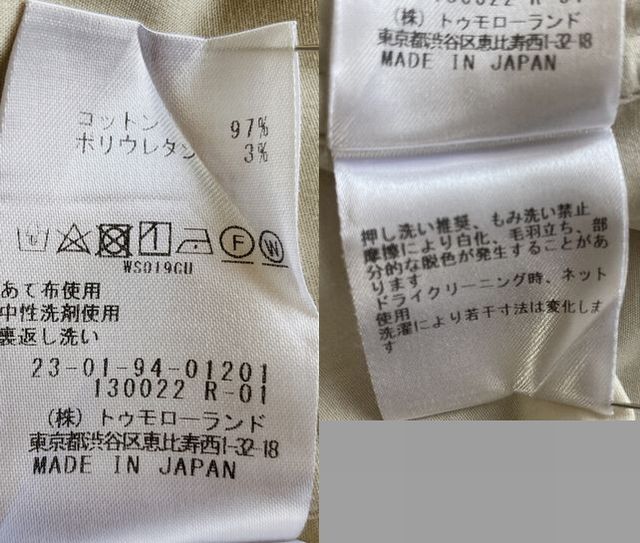 コットン 97%
ポリウレタン 3%
F W
WS019CU
あて布使用
中性洗剤使用
裏返し洗い
23-01-94-01201
130022 R-01
(株) トゥモローランド
東京都渋谷区恵比寿西1-32-18
MADE IN JAPAN
130022 R-01
(株) トゥモローランド
東京都渋谷区恵比寿西1-32-18
MADE IN JAPAN
押し洗い推奨、もみ洗い禁止
摩擦により白化、毛羽立ち、部
分的な脱色が発生することがあ
ります
ドライクリーニング時、ネット
使用
洗濯により若干寸法は変化しま
す